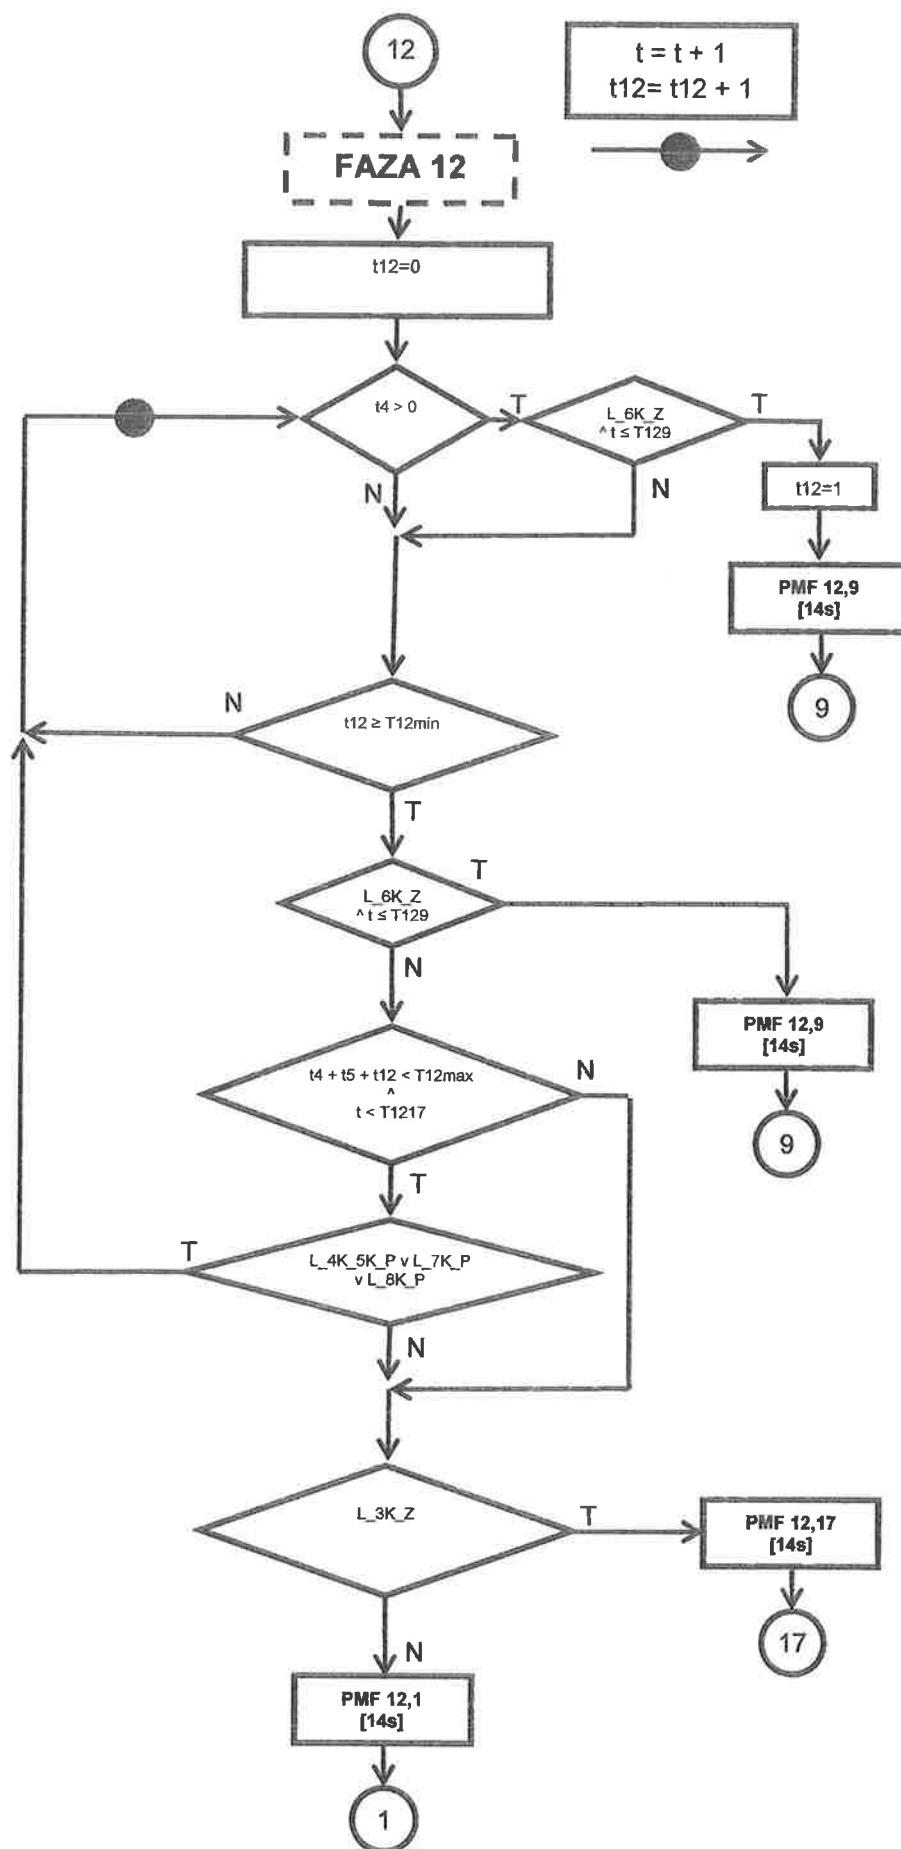 12
t = t + 1
t12= t12 + 1
FAZA 12
t12=0
t4 > 0
T
L_6K_Z
^ t ≤ T129
T
N
N
t12=1
PMF 12,9
[14s]
9
N
t12 ≥ T12min
T
L_6K_Z
^ t ≤ T129
T
N
PMF 12,9
[14s]
9
t4 + t5 + t12 < T12max
^
t < T1217
N
T
T
L_4K_5K_P v L_7K_P
v L_8K_P
N
L_3K_Z
T
PMF 12,17
[14s]
17
N
PMF 12,1
[14s]
1